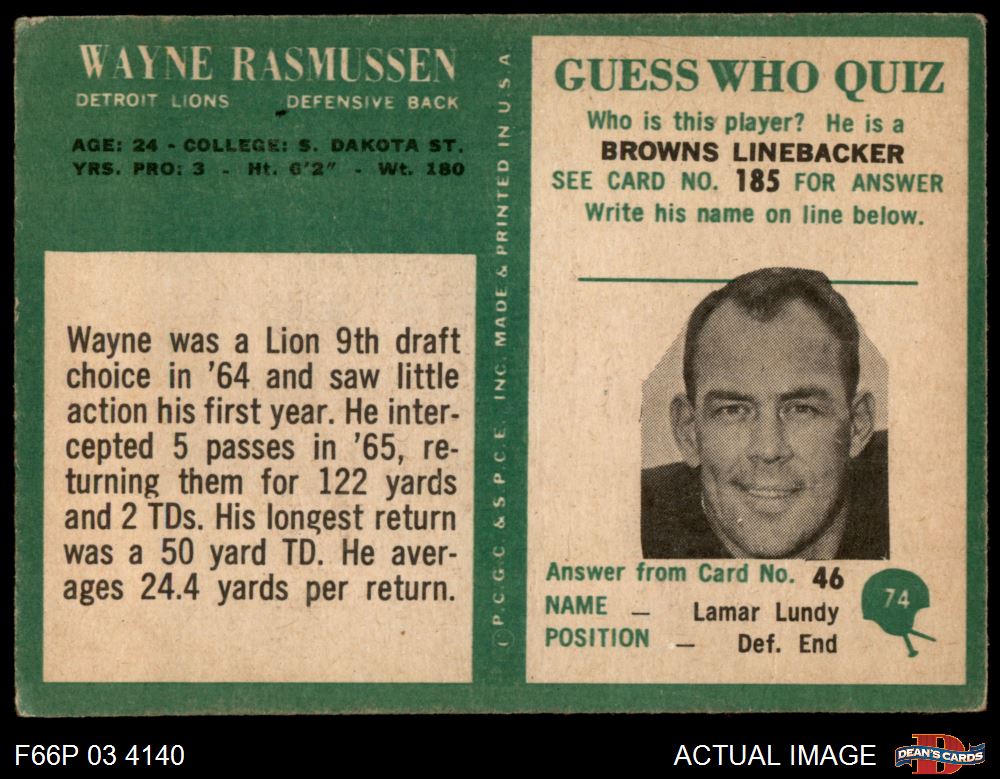 WAYNE RASMUSSEN
DETROIT LIONS DEFENSIVE BACK
AGE: 24 - COLLEGE: S. DAKOTA ST.
YRS. PRO: 3 - Ht. 6'2" - Wt. 180
Wayne was a Lion 9th draft
choice in '64 and saw little
action his first year. He inter-
cepted 5 passes in '65, re-
turning them for 122 yards
and 2 TDs. His longest return
was a 50 yard TD. He aver-
ages 24.4 yards per return.
© P.C.G.C. & S P.C.E. INC. MADE & PRINTED IN U.S.A.
GUESS WHO QUIZ
Who is this player? He is a
BROWNS LINEBACKER
SEE CARD NO. 185 FOR ANSWER
Write his name on line below.
Answer from Card No. 46
NAME — Lamar Lundy
POSITION — Def. End
74
F66P 03 4140
ACTUAL IMAGE
DEAN'S CARDS